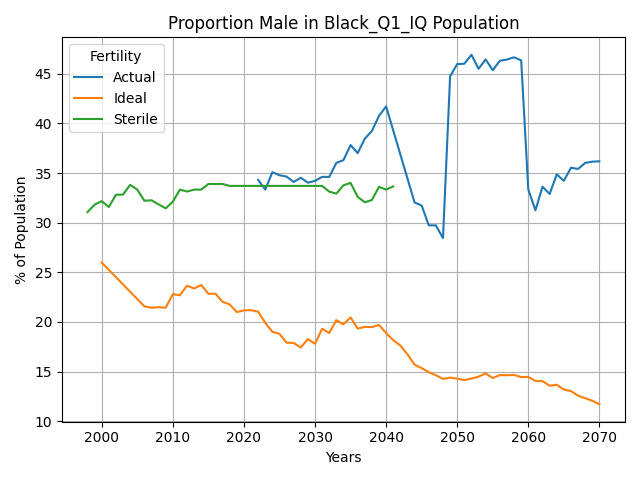 Proportion Male in Black_Q1_IQ Population
Fertility
Actual
Ideal
Sterile
% of Population
45
40
35
30
25
20
15
10
2000 2010 2020 2030 2040 2050 2060 2070
Years